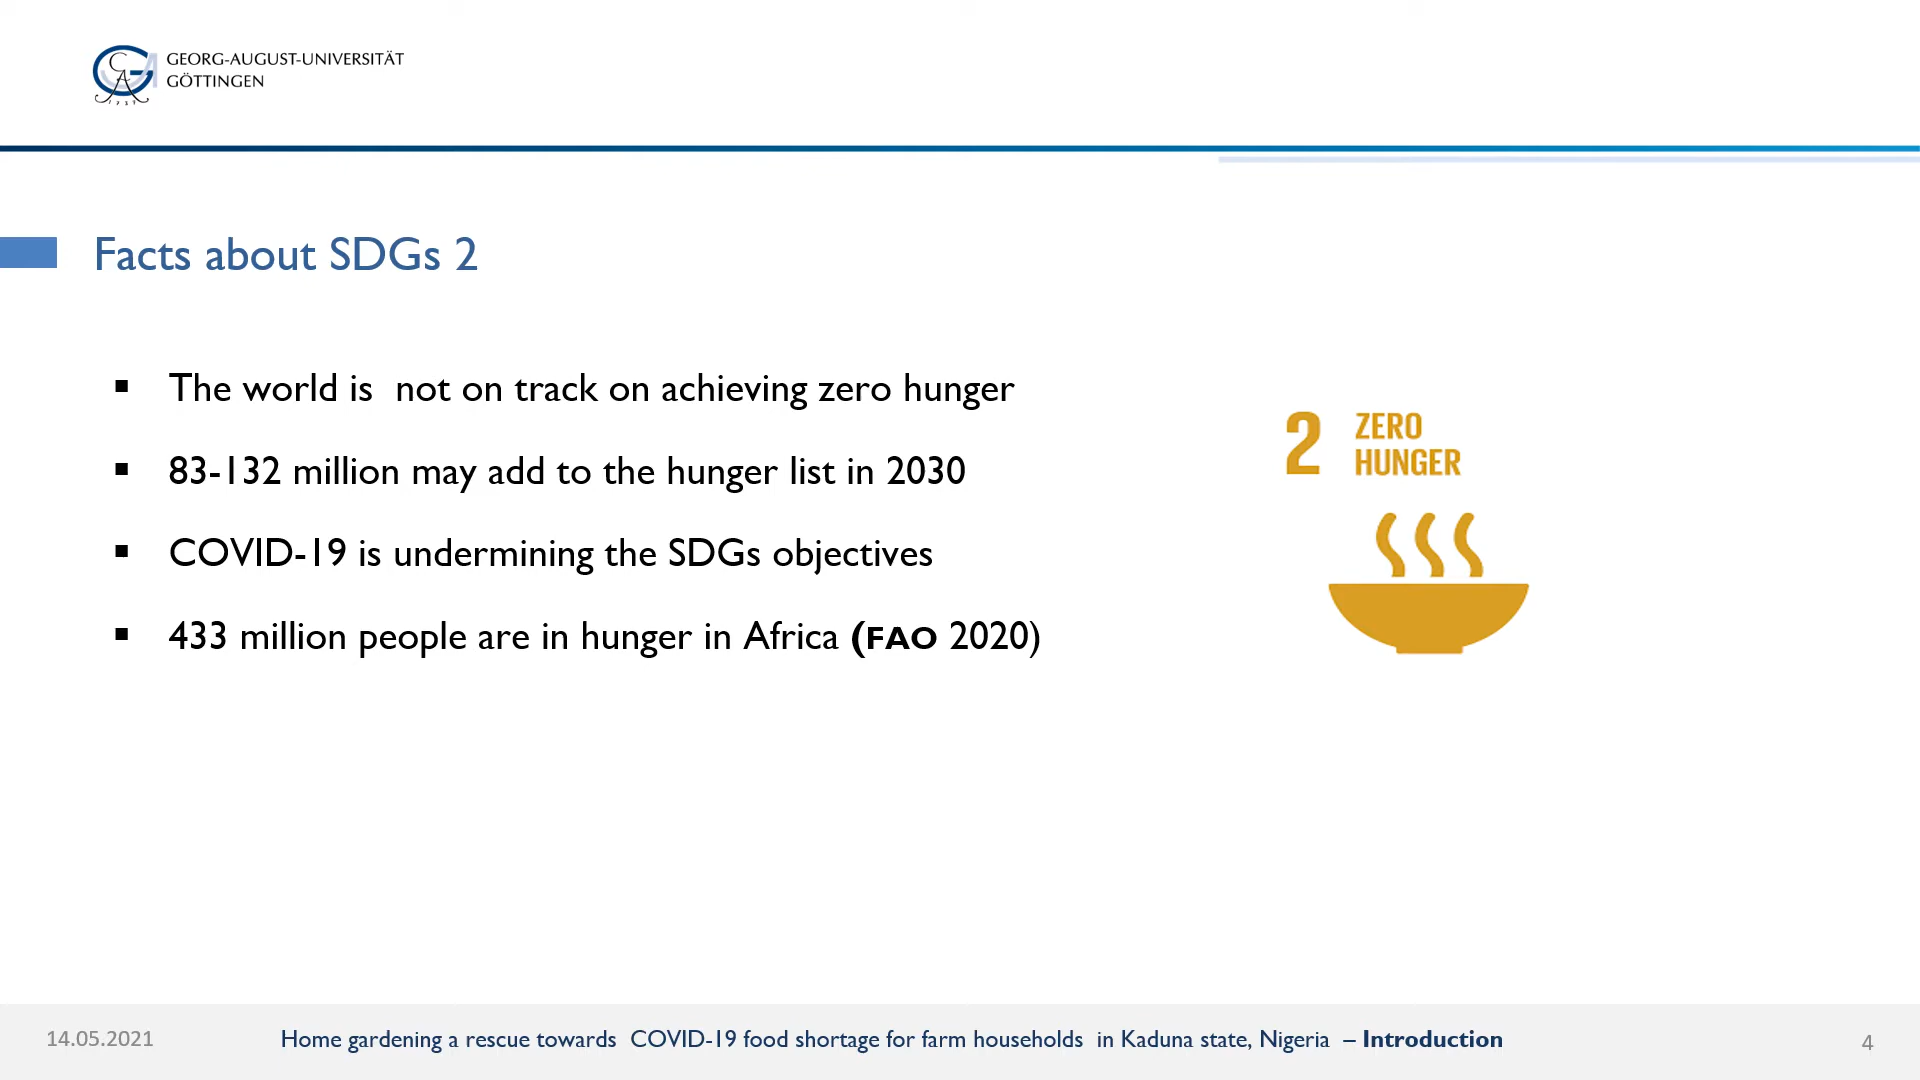 GEORG-AUGUST-UNIVERSITÄT
GÖTTINGEN
Facts about SDGs 2
▪ The world is  not on track on achieving zero hunger
▪ 83-132 million may add to the hunger list in 2030
▪ COVID-19 is undermining the SDGs objectives
▪ 433 million people are in hunger in Africa (FAO 2020)
2 ZERO
HUNGER
14.05.2021
Home gardening a rescue towards  COVID-19 food shortage for farm households  in Kaduna state, Nigeria  – Introduction
4